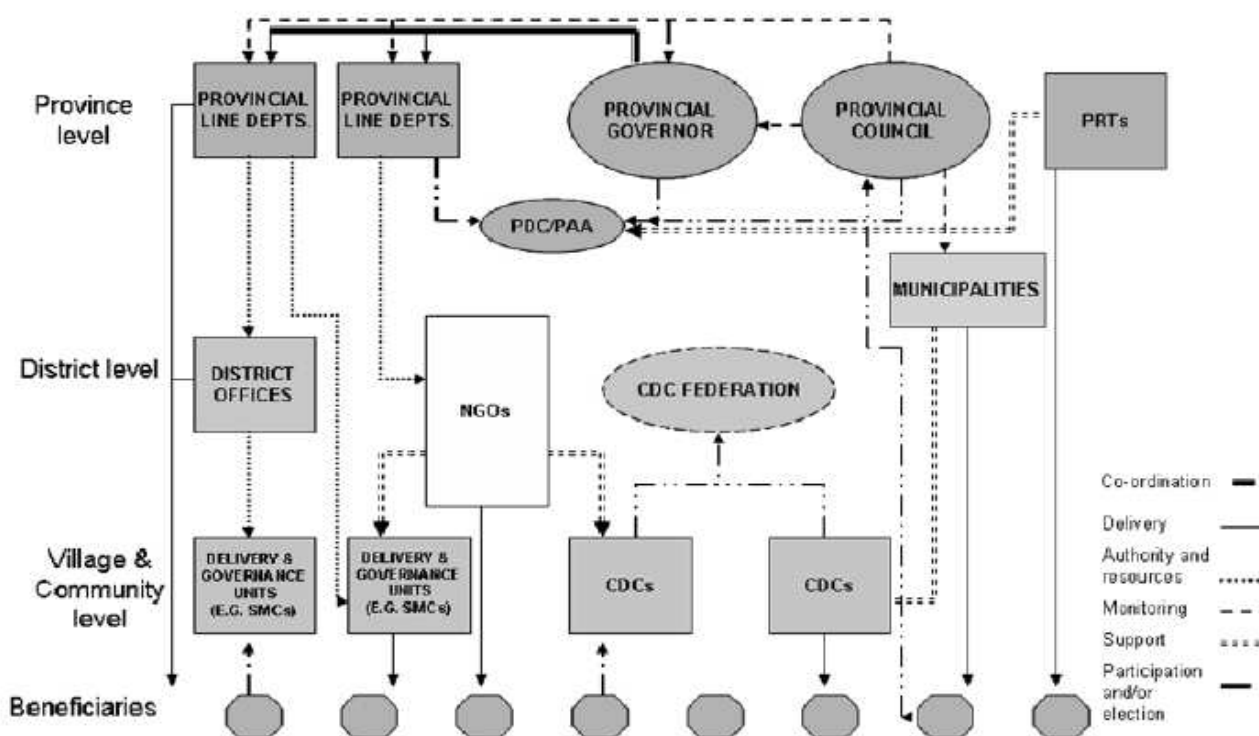 Province
level
PROVINCIAL
LINE DEPTS.
PROVINCIAL
LINE DEPTS.
PROVINCIAL
GOVERNOR
PROVINCIAL
COUNCIL
PRTs
PDC/PAA
MUNICIPALITIES
District level
DISTRICT
OFFICES
NGOs
CDC FEDERATION
Village &
Community
level
DELIVERY &
GOVERNANCE
UNITS
(E.G. SMCs)
DELIVERY &
GOVERNANCE
UNITS
(E.G. SMCs)
CDCs
CDCs
Beneficiaries
Co-ordination
Delivery
Authority and
resources
Monitoring
Support
Participation
and/or
election